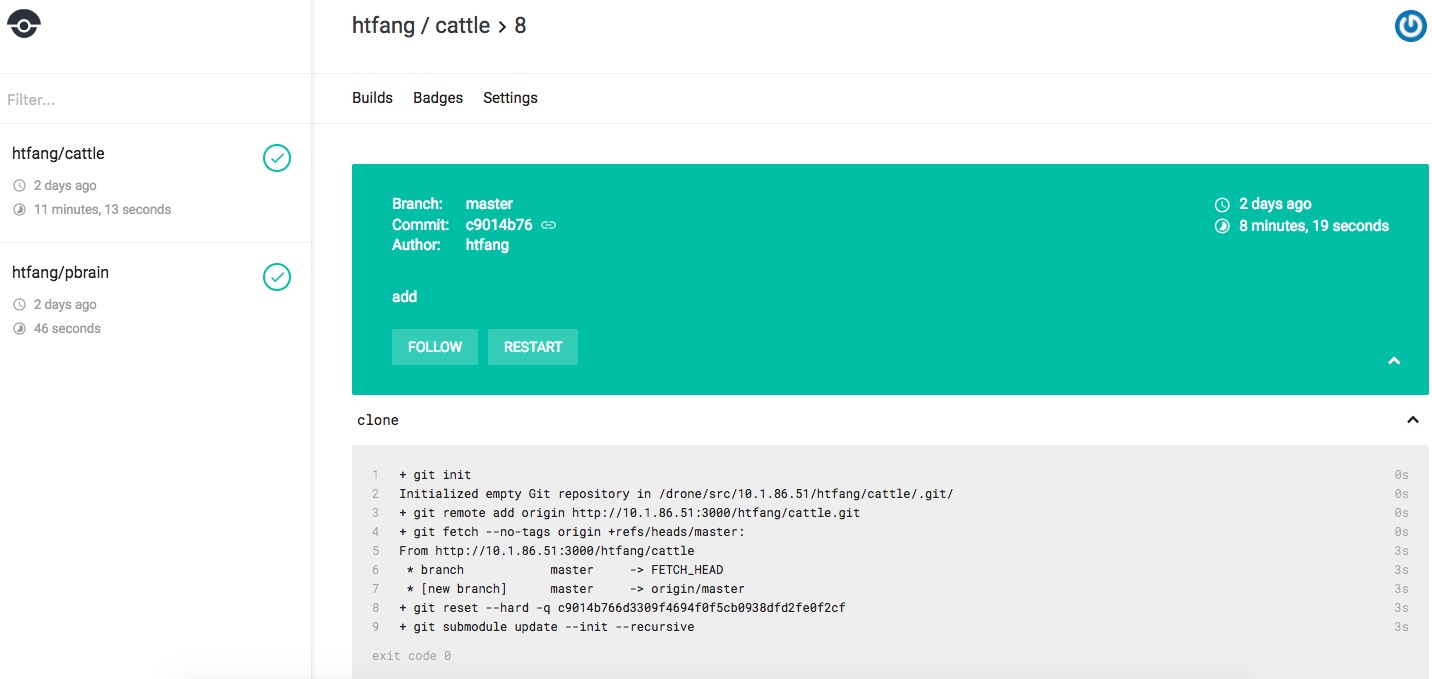 htfang / cattle › 8
Filter...
Builds Badges Settings
htfang/cattle
2 days ago
11 minutes, 13 seconds
htfang/pbrain
2 days ago
46 seconds
Branch: master
Commit: c9014b76
Author: htfang
2 days ago
8 minutes, 19 seconds
add
FOLLOW RESTART
clone
1 + git init 0s
2 Initialized empty Git repository in /drone/src/10.1.86.51/htfang/cattle/.git/ 0s
3 + git remote add origin http://10.1.86.51:3000/htfang/cattle.git 0s
4 + git fetch --no-tags origin +refs/heads/master: 0s
5 From http://10.1.86.51:3000/htfang/cattle 3s
6 * branch master -> FETCH_HEAD 3s
7 * [new branch] master -> origin/master 3s
8 + git reset --hard -q c9014b766d3309f4694f0f5cb0938dfd2fe0f2cf 3s
9 + git submodule update --init --recursive 3s
exit code 0